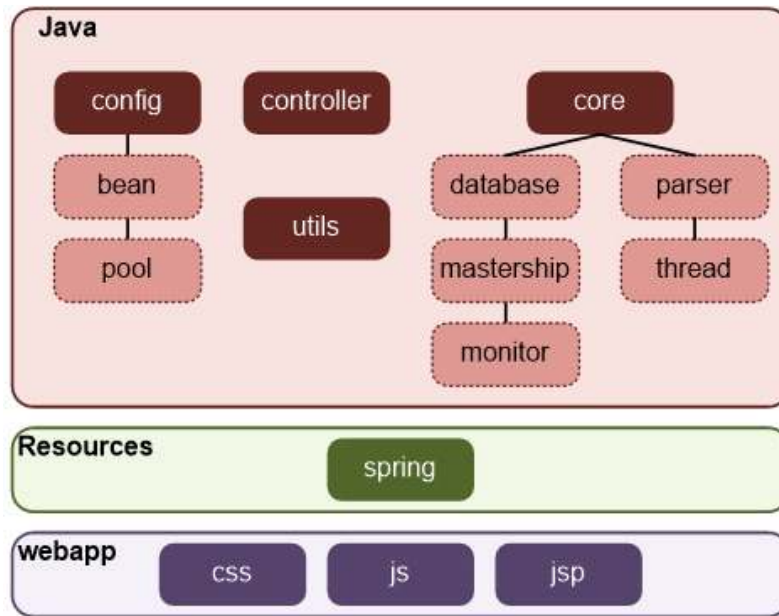 Java
config
controller
core
bean
database
parser
utils
pool
mastership
thread
monitor
Resources
spring
webapp
css
js
jsp